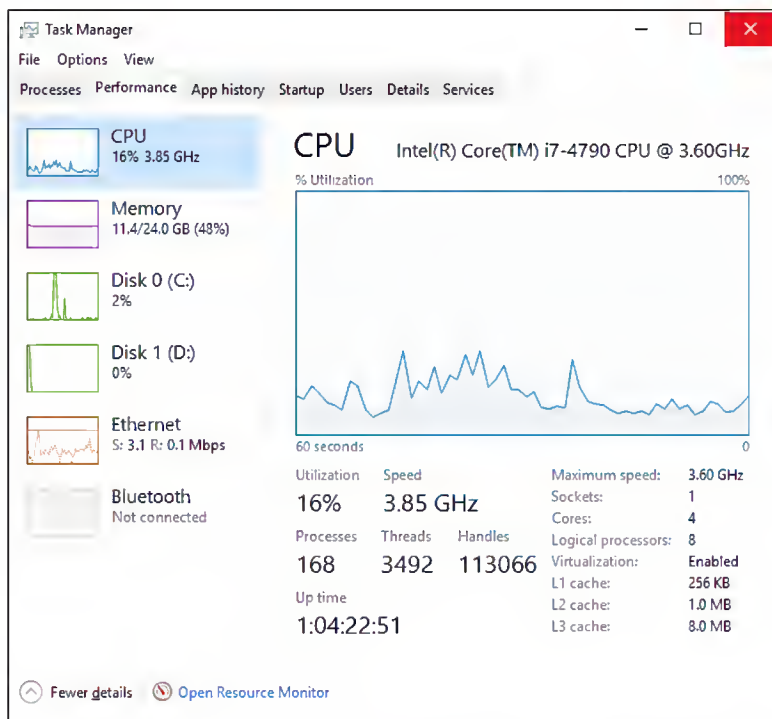 Task Manager
File Options View
Processes Performance App history Startup Users Details Services
CPU
16% 3.85 GHz
Memory
11.4/24.0 GB (48%)
Disk 0 (C:)
2%
Disk 1 (D:)
0%
Ethernet
S: 3.1 R: 0.1 Mbps
Bluetooth
Not connected
CPU Intel(R) Core(TM) i7-4790 CPU @ 3.60GHz
% Utilization 100%
60 seconds 0
Utilization Speed
16% 3.85 GHz
Processes Threads Handles
168 3492 113066
Up time
1:04:22:51
Maximum speed: 3.60 GHz
Sockets: 1
Cores: 4
Logical processors: 8
Virtualization: Enabled
L1 cache: 256 KB
L2 cache: 1.0 MB
L3 cache: 8.0 MB
Fewer details Open Resource Monitor